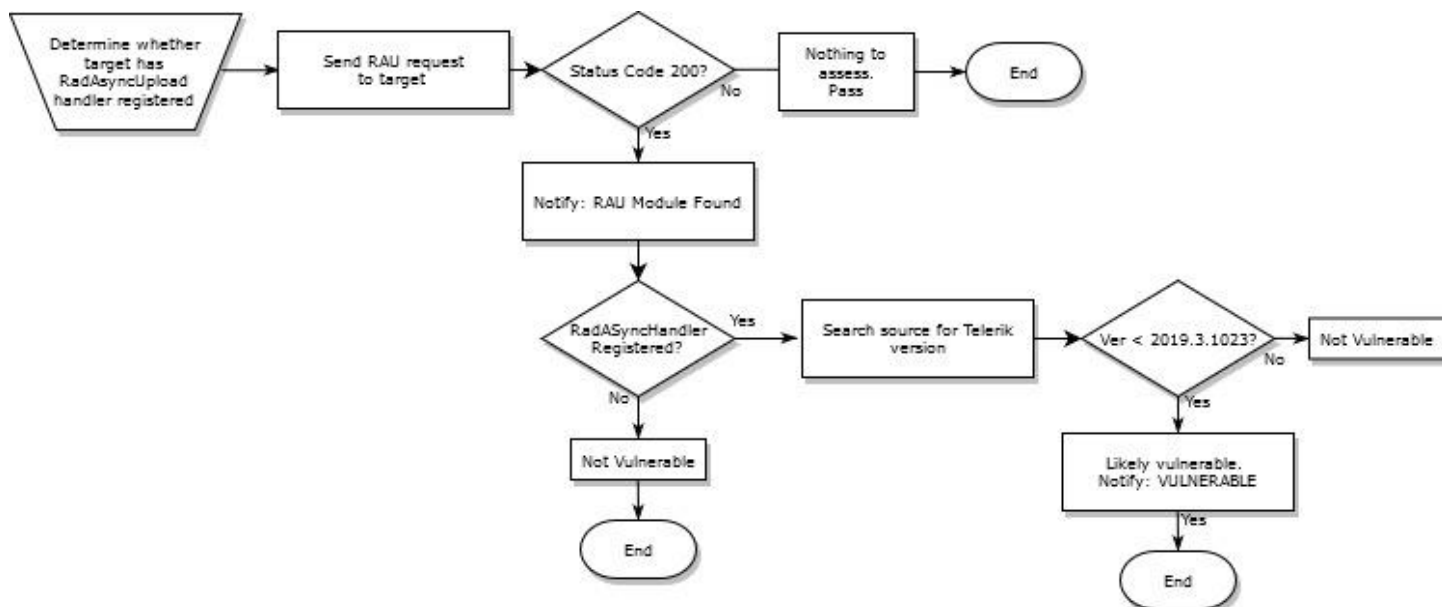 Determine whether
target has
RadAsyncUpload
handler registered
Send RAU request
to target
Status Code 200?
No
Nothing to
assess.
Pass
End
Yes
Notify: RAU Module Found
RadASyncHandler
Registered?
Yes
Search source for Telerik
version
Ver < 2019.3.1023?
No
Not Vulnerable
No
Not Vulnerable
End
Yes
Likely vulnerable.
Notify: VULNERABLE
Yes
End